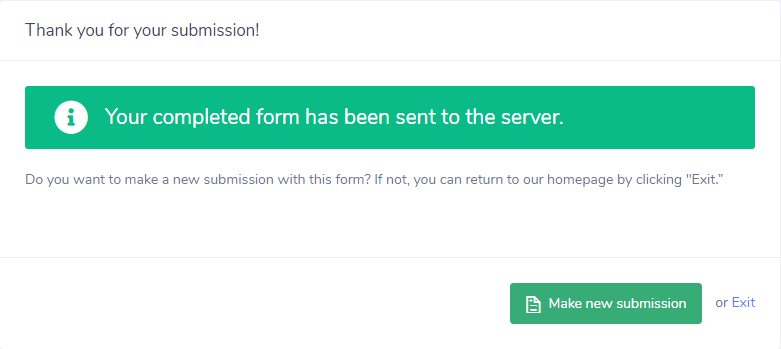 Thank you for your submission!
Your completed form has been sent to the server.
Do you want to make a new submission with this form? If not, you can return to our homepage by clicking "Exit."
Make new submission or Exit